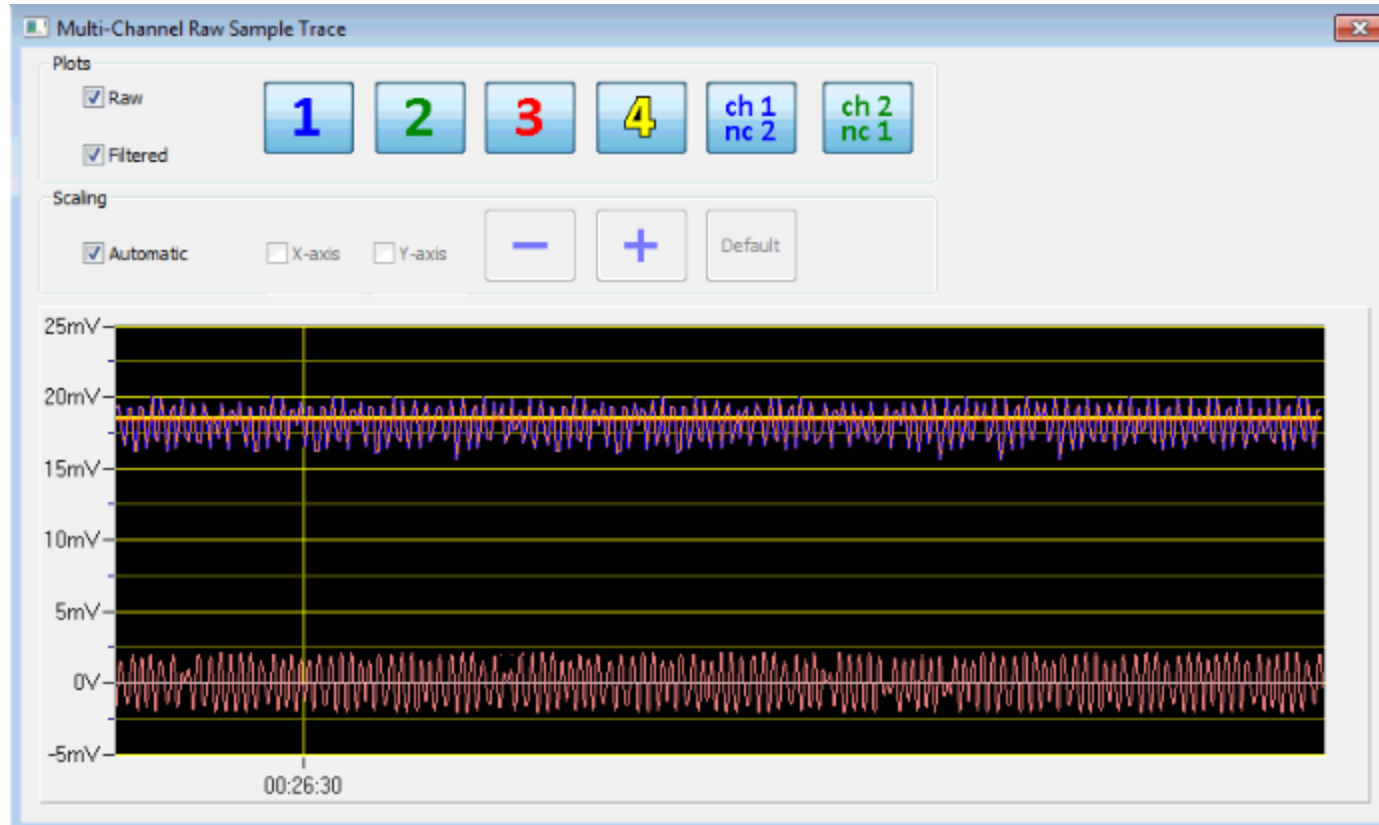 Multi-Channel Raw Sample Trace
Plots
Raw
Filtered
1
2
3
4
ch 1
nc 2
ch 2
nc 1
Scaling
Automatic
X-axis
Y-axis
−
+
Default
25mV
20mV
15mV
10mV
5mV
0V
-5mV
00:26:30